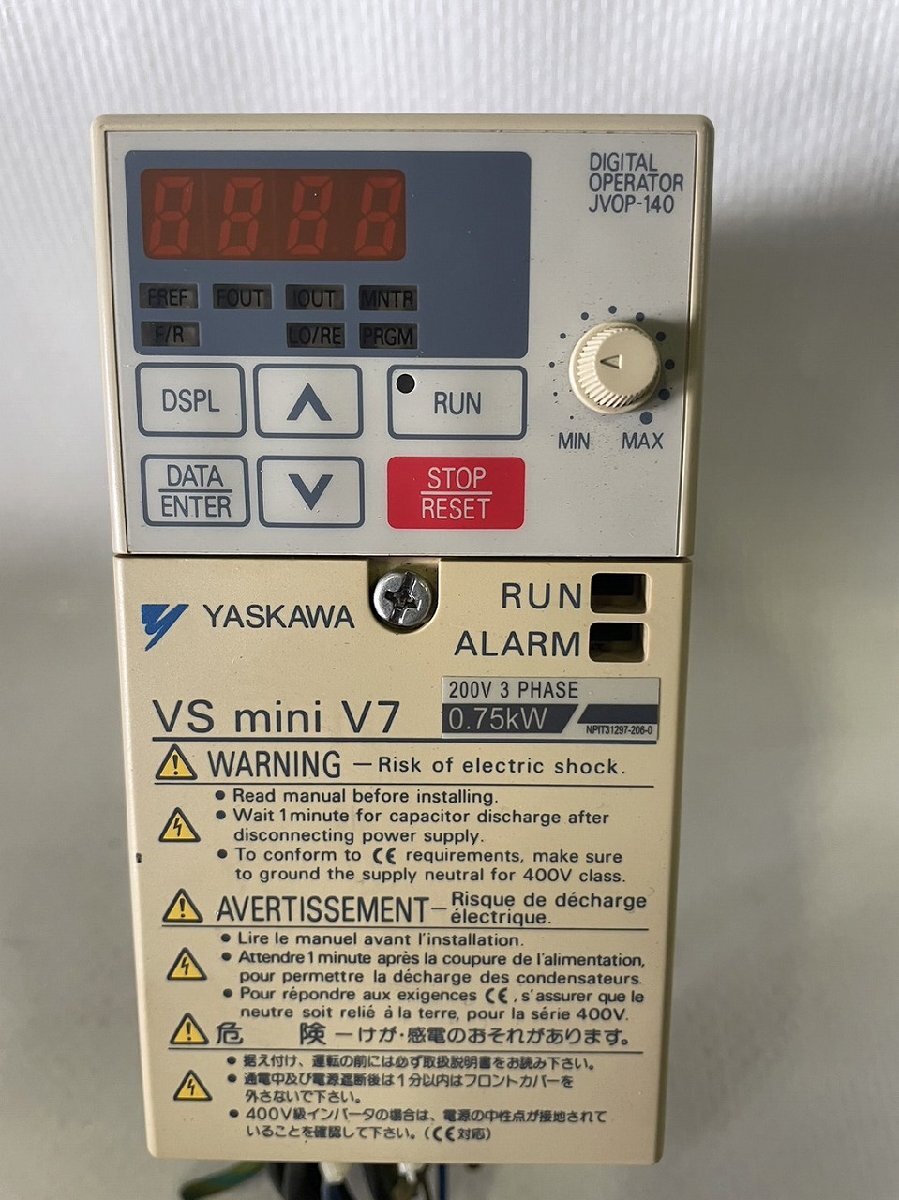 DIGITAL
OPERATOR
JVOP-140
8.8.8.8
FREF FOUT IOUT MNTR
F/R LO/RE PRGM
DSPL RUN
MIN MAX
DATA
ENTER
STOP
RESET
YASKAWA
RUN
ALARM
VS mini V7
200V 3 PHASE
0.75kW
NPIT31297-206-0
WARNING — Risk of electric shock.
● Read manual before installing.
● Wait 1 minute for capacitor discharge after
disconnecting power supply.
● To conform to CE requirements, make sure
to ground the supply neutral for 400V class.
AVERTISSEMENT — Risque de décharge
électrique.
● Lire le manuel avant l'installation.
● Attendre 1 minute après la coupure de l'alimentation,
pour permettre la décharge des condensateurs.
● Pour répondre aux exigences CE, s'assurer que le
neutre soit relié à la terre, pour la série 400V.
危 険 — けが・感電のおそれがあります。
● 据え付け、運転の前には必ず取扱説明書をお読み下さい。
● 通電中及び電源遮断後は1分以内はフロントカバーを
外さないで下さい。
● 400V級インバータの場合は、電源の中性点が接地されて
いることを確認して下さい。(CE対応)